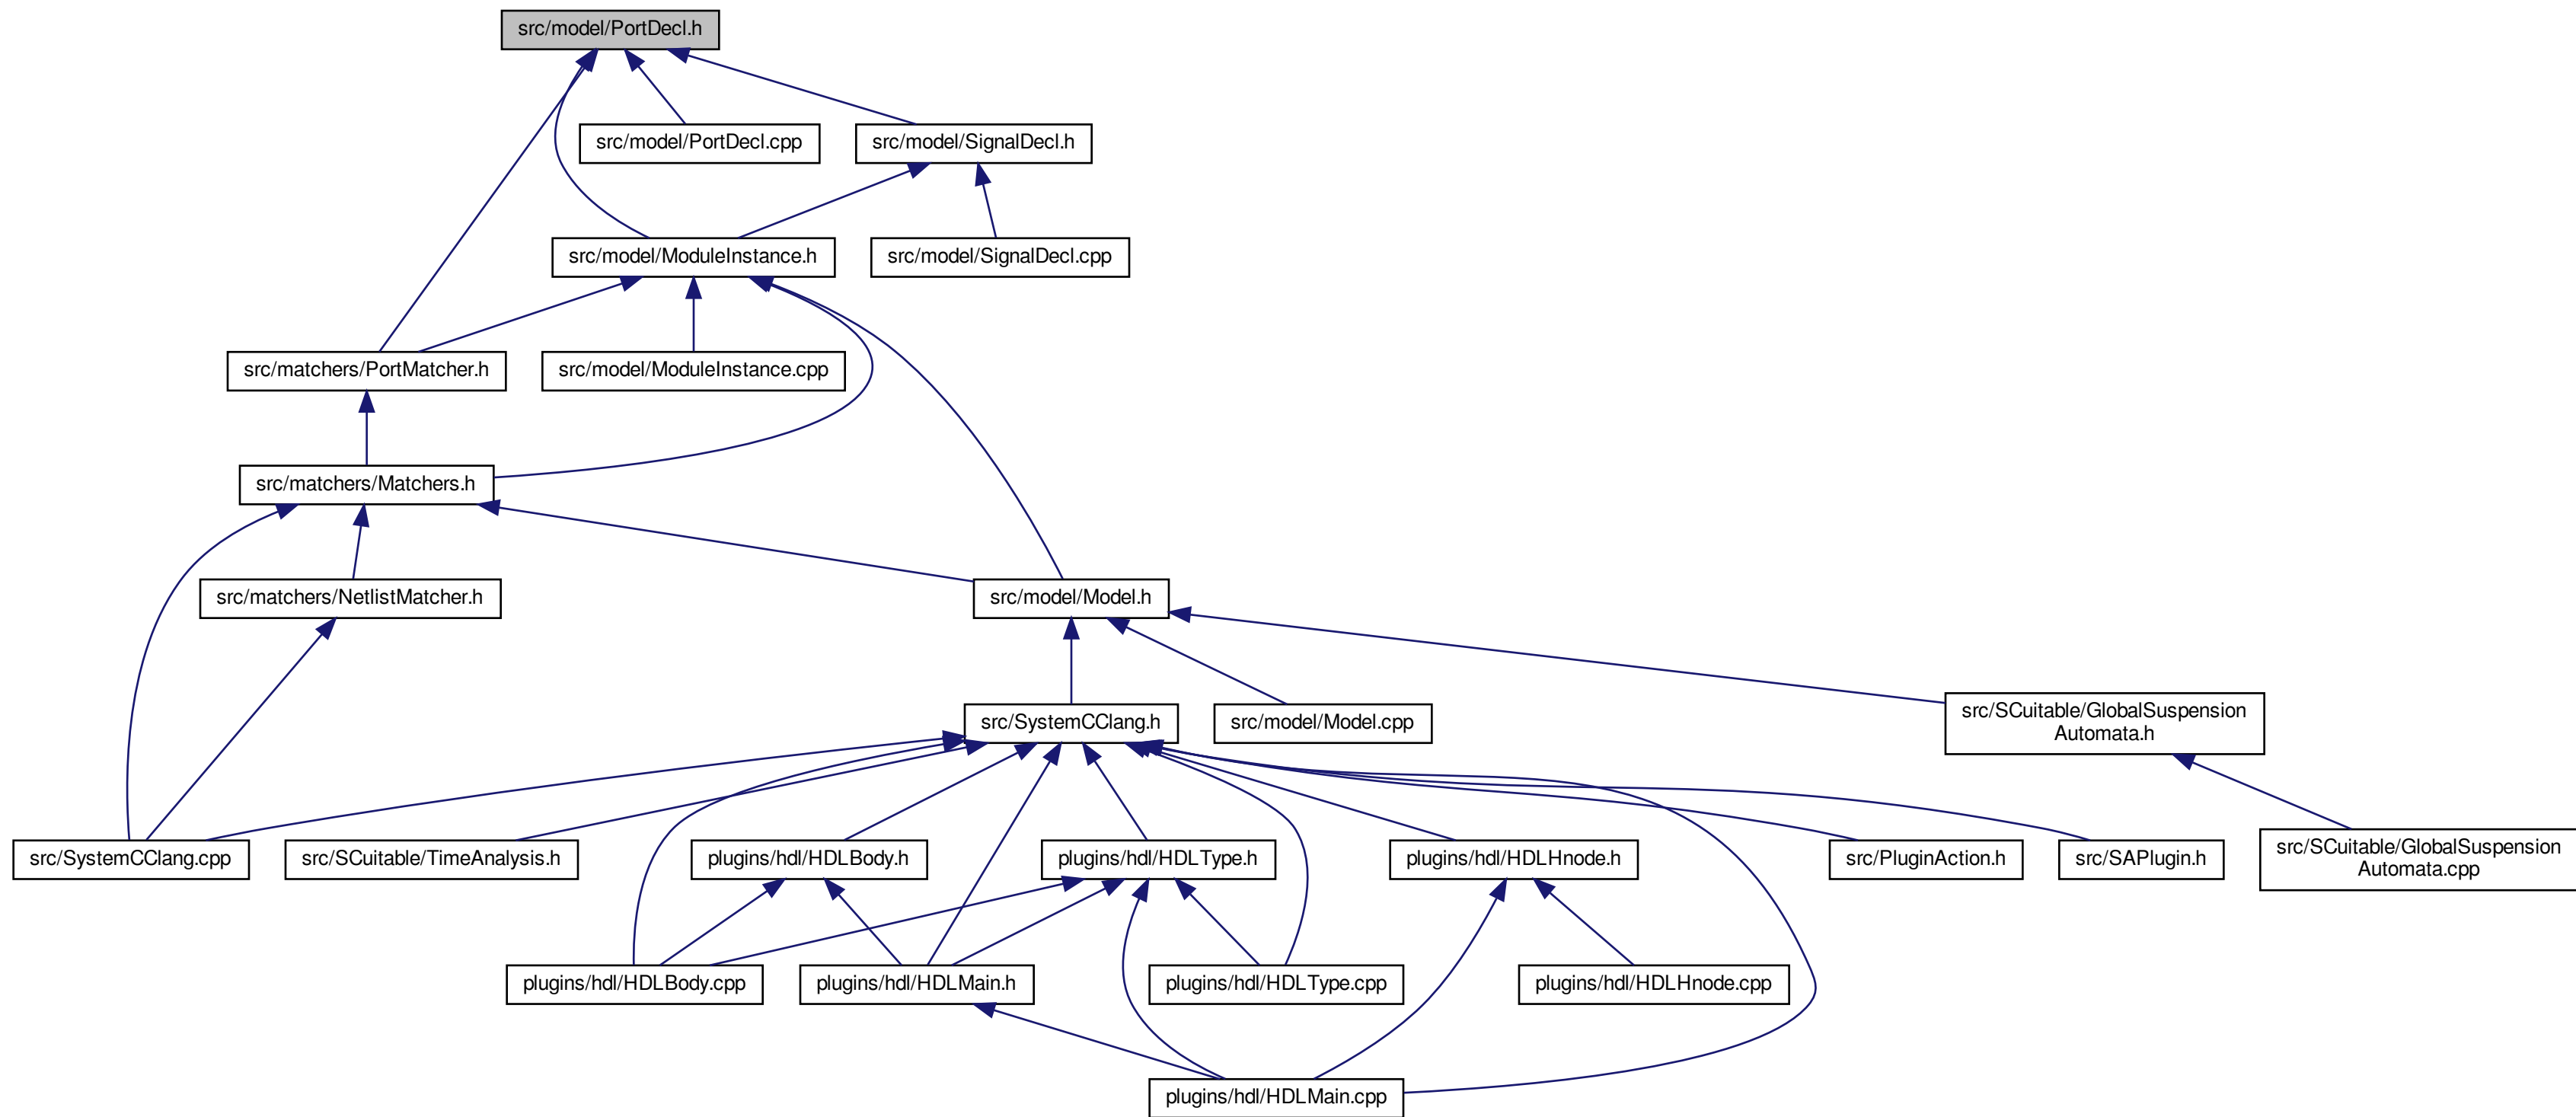 src/model/PortDecl.h
src/model/PortDecl.cpp
src/model/SignalDecl.h
src/model/ModuleInstance.h
src/model/SignalDecl.cpp
src/matchers/PortMatcher.h
src/model/ModuleInstance.cpp
src/matchers/Matchers.h
src/matchers/NetlistMatcher.h
src/model/Model.h
src/SystemCClang.h
src/model/Model.cpp
src/SCuitable/GlobalSuspension
Automata.h
src/SystemCClang.cpp
src/SCuitable/TimeAnalysis.h
plugins/hdl/HDLBody.h
plugins/hdl/HDLType.h
plugins/hdl/HDLHnode.h
src/PluginAction.h
src/SAPlugin.h
src/SCuitable/GlobalSuspension
Automata.cpp
plugins/hdl/HDLBody.cpp
plugins/hdl/HDLMain.h
plugins/hdl/HDLType.cpp
plugins/hdl/HDLHnode.cpp
plugins/hdl/HDLMain.cpp